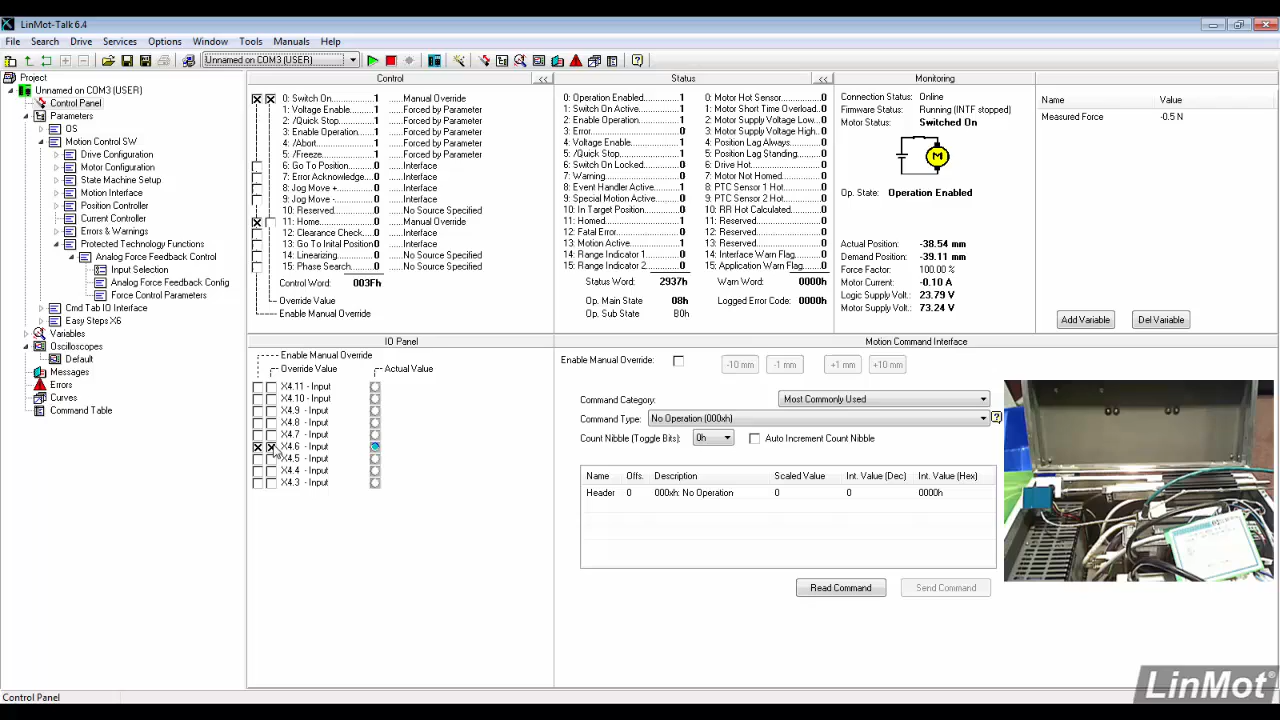 LinMot-Talk 6.4
File Search Drive Services Options Window Tools Manuals Help
Unnamed on COM3 (USER)
Project
Unnamed on COM3 (USER)
Control Panel
Parameters
OS
Motion Control SW
Drive Configuration
Motor Configuration
State Machine Setup
Motion Interface
Position Controller
Current Controller
Errors & Warnings
Protected Technology Functions
Analog Force Feedback Control
Input Selection
Analog Force Feedback Config
Force Control Parameters
Cmd Tab IO Interface
Easy Steps X6
Variables
Oscilloscopes
Default
Messages
Errors
Curves
Command Table
Control <<
0: Switch On.. 1 ......Manual Override
1: Voltage Enable. 1 ......Forced by Parameter
2: /Quick Stop.. 1 ......Forced by Parameter
3: Enable Operation.. 1 ......Forced by Parameter
4: /Abort.. 1 ......Forced by Parameter
5: /Freeze.. 1 ......Forced by Parameter
6: Go To Position..0 ......Interface
7: Error Acknowledge..0 ......Interface
8: Jog Move +..0 ......Interface
9: Jog Move -..0 ......Interface
10: Reserved..0 ......No Source Specified
11: Home..0 ......Manual Override
12: Clearance Check..0 ......Interface
13: Go To Inital Position0 ......Interface
14: Linearizing..0 ......No Source Specified
15: Phase Search..0 ......No Source Specified
Control Word: 003Fh
Override Value
Enable Manual Override
Status <<
0: Operation Enabled..1
1: Switch On Active..1
2: Enable Operation..1
3: Error..0
4: Voltage Enable..1
5: /Quick Stop..1
6: Switch On Locked..0
7: Warning..0
8: Event Handler Active..1
9: Special Motion Active..0
10: In Target Position..0
11: Homed..1
12: Fatal Error..0
13: Motion Active..1
14: Range Indicator 1..0
15: Range Indicator 2..0
Status Word: 2937h
Op. Main State 08h
Op. Sub State B0h
0: Motor Hot Sensor..0
1: Motor Short Time Overload..0
2: Motor Supply Voltage Low..0
3: Motor Supply Voltage High..0
4: Position Lag Always..0
5: Position Lag Standing..0
6: Drive Hot..0
7: Motor Not Homed..0
8: PTC Sensor 1 Hot..0
9: PTC Sensor 2 Hot..0
10: RR Hot Calculated..0
11: Reserved..0
12: Reserved..0
13: Reserved..0
14: Interface Warn Flag..0
15: Application Warn Flag..0
Warn Word: 0000h
Logged Error Code: 0000h
Monitoring
Connection Status: Online
Firmware Status: Running (INTF stopped)
Motor Status: Switched On
M
Op. State: Operation Enabled
Actual Position: -38.54 mm
Demand Position: -39.11 mm
Force Factor: 100.00 %
Motor Current: -0.10 A
Logic Supply Volt.: 23.79 V
Motor Supply Volt.: 73.24 V
Name Value
Measured Force -0.5 N
Add Variable Del Variable
IO Panel
Enable Manual Override
Override Value Actual Value
X4.11 - Input
X4.10 - Input
X4.9 - Input
X4.8 - Input
X4.7 - Input
X4.6 - Input
X4.5 - Input
X4.4 - Input
X4.3 - Input
Motion Command Interface
Enable Manual Override: -10 mm -1 mm +1 mm +10 mm
Command Category: Most Commonly Used
Command Type: No Operation (000xh)
Count Nibble (Toggle Bits): 0h Auto Increment Count Nibble
Name Offs. Description Scaled Value Int. Value (Dec) Int. Value (Hex)
Header 0 000xh: No Operation 0 0 0000h
Read Command Send Command
Control Panel
LinMot®